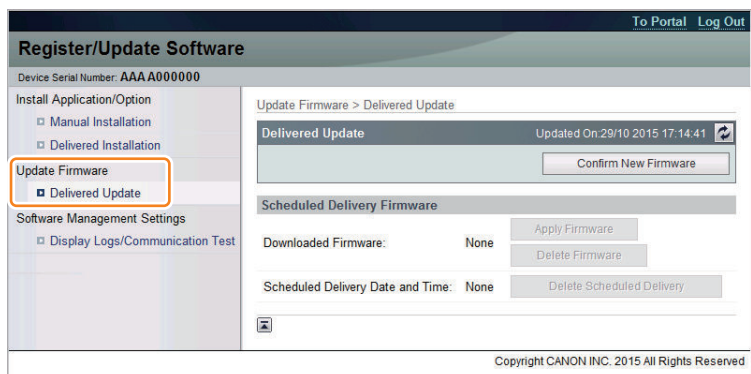 To Portal Log Out
Register/Update Software
Device Serial Number: AAAA000000
Install Application/Option
Manual Installation
Delivered Installation
Update Firmware
Delivered Update
Software Management Settings
Display Logs/Communication Test
Update Firmware > Delivered Update
Delivered Update Updated On:29/10 2015 17:14:41
Confirm New Firmware
Scheduled Delivery Firmware
Downloaded Firmware: None
Apply Firmware
Delete Firmware
Scheduled Delivery Date and Time: None Delete Scheduled Delivery
Copyright CANON INC. 2015 All Rights Reserved